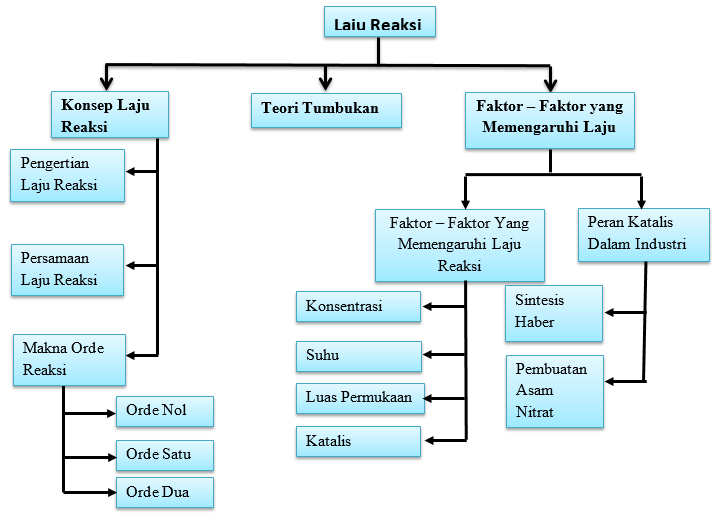 Laju Reaksi
Konsep Laju
Reaksi
Teori Tumbukan
Faktor – Faktor yang
Memengaruhi Laju
Pengertian
Laju Reaksi
Persamaan
Laju Reaksi
Makna Orde
Reaksi
Orde Nol
Orde Satu
Orde Dua
Faktor – Faktor Yang
Memengaruhi Laju
Reaksi
Konsentrasi
Suhu
Luas Permukaan
Katalis
Peran Katalis
Dalam Industri
Sintesis
Haber
Pembuatan
Asam
Nitrat